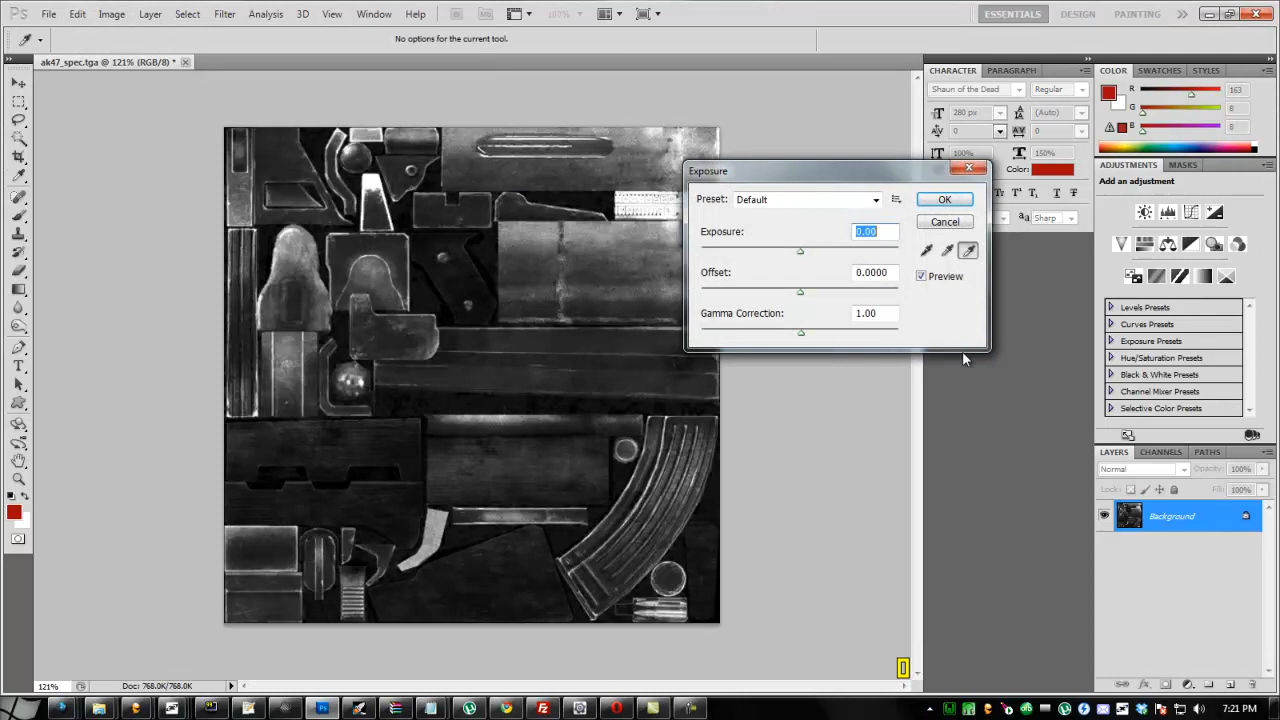 Ps File Edit Image Layer Select Filter Analysis 3D View Window Help 100% ESSENTIALS DESIGN PAINTING
No options for the current tool.
ak47_spec.tga @ 121% (RGB/8) *
CHARACTER PARAGRAPH
Shaun of the Dead Regular
280 px (Auto)
0 0
100% 150%
Color:
Sharp
COLOR SWATCHES STYLES
R 163
G 8
B 8
ADJUSTMENTS MASKS
Add an adjustment
Levels Presets
Curves Presets
Exposure Presets
Hue/Saturation Presets
Black & White Presets
Channel Mixer Presets
Selective Color Presets
LAYERS CHANNELS PATHS
Normal Opacity: 100%
Lock: Fill: 100%
Background
Exposure
Preset: Default OK
Exposure: 0.00 Cancel
Offset: 0.0000 Preview
Gamma Correction: 1.00
121% Doc: 768.0K/768.0K
7:21 PM